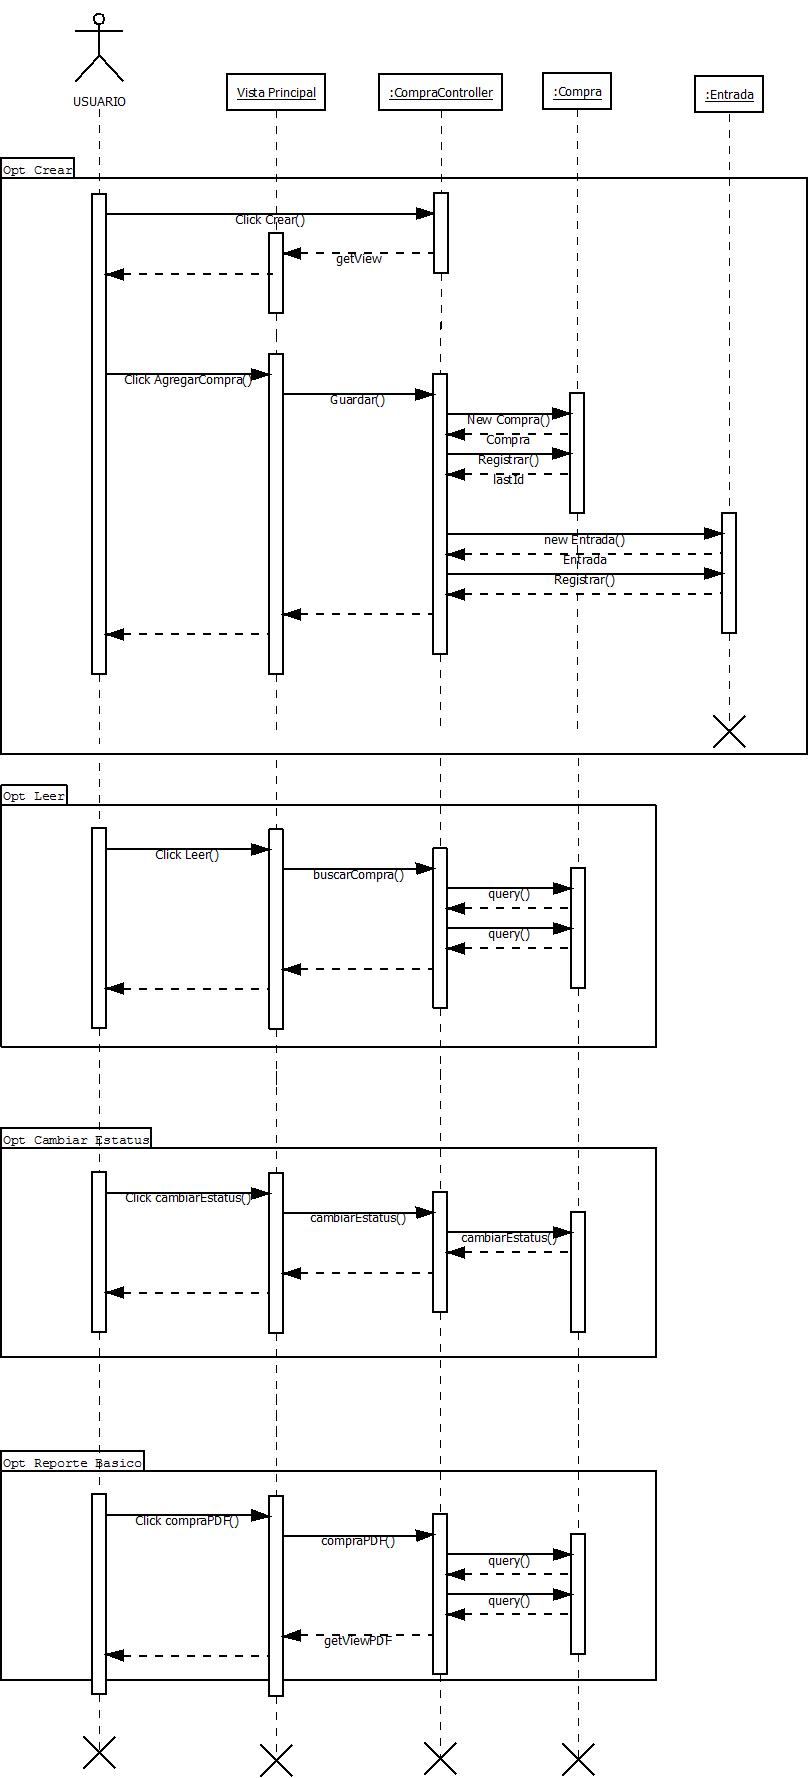 USUARIO
Vista Principal
:CompraController
:Compra
:Entrada
Opt Crear
Click Crear()
getView
Click AgregarCompra()
Guardar()
New Compra()
Compra
Registrar()
lastId
new Entrada()
Entrada
Registrar()
Opt Leer
Click Leer()
buscarCompra()
query()
query()
Opt Cambiar Estatus
Click cambiarEstatus()
cambiarEstatus()
cambiarEstatus()
Opt Reporte Basico
Click compraPDF()
compraPDF()
query()
query()
getViewPDF